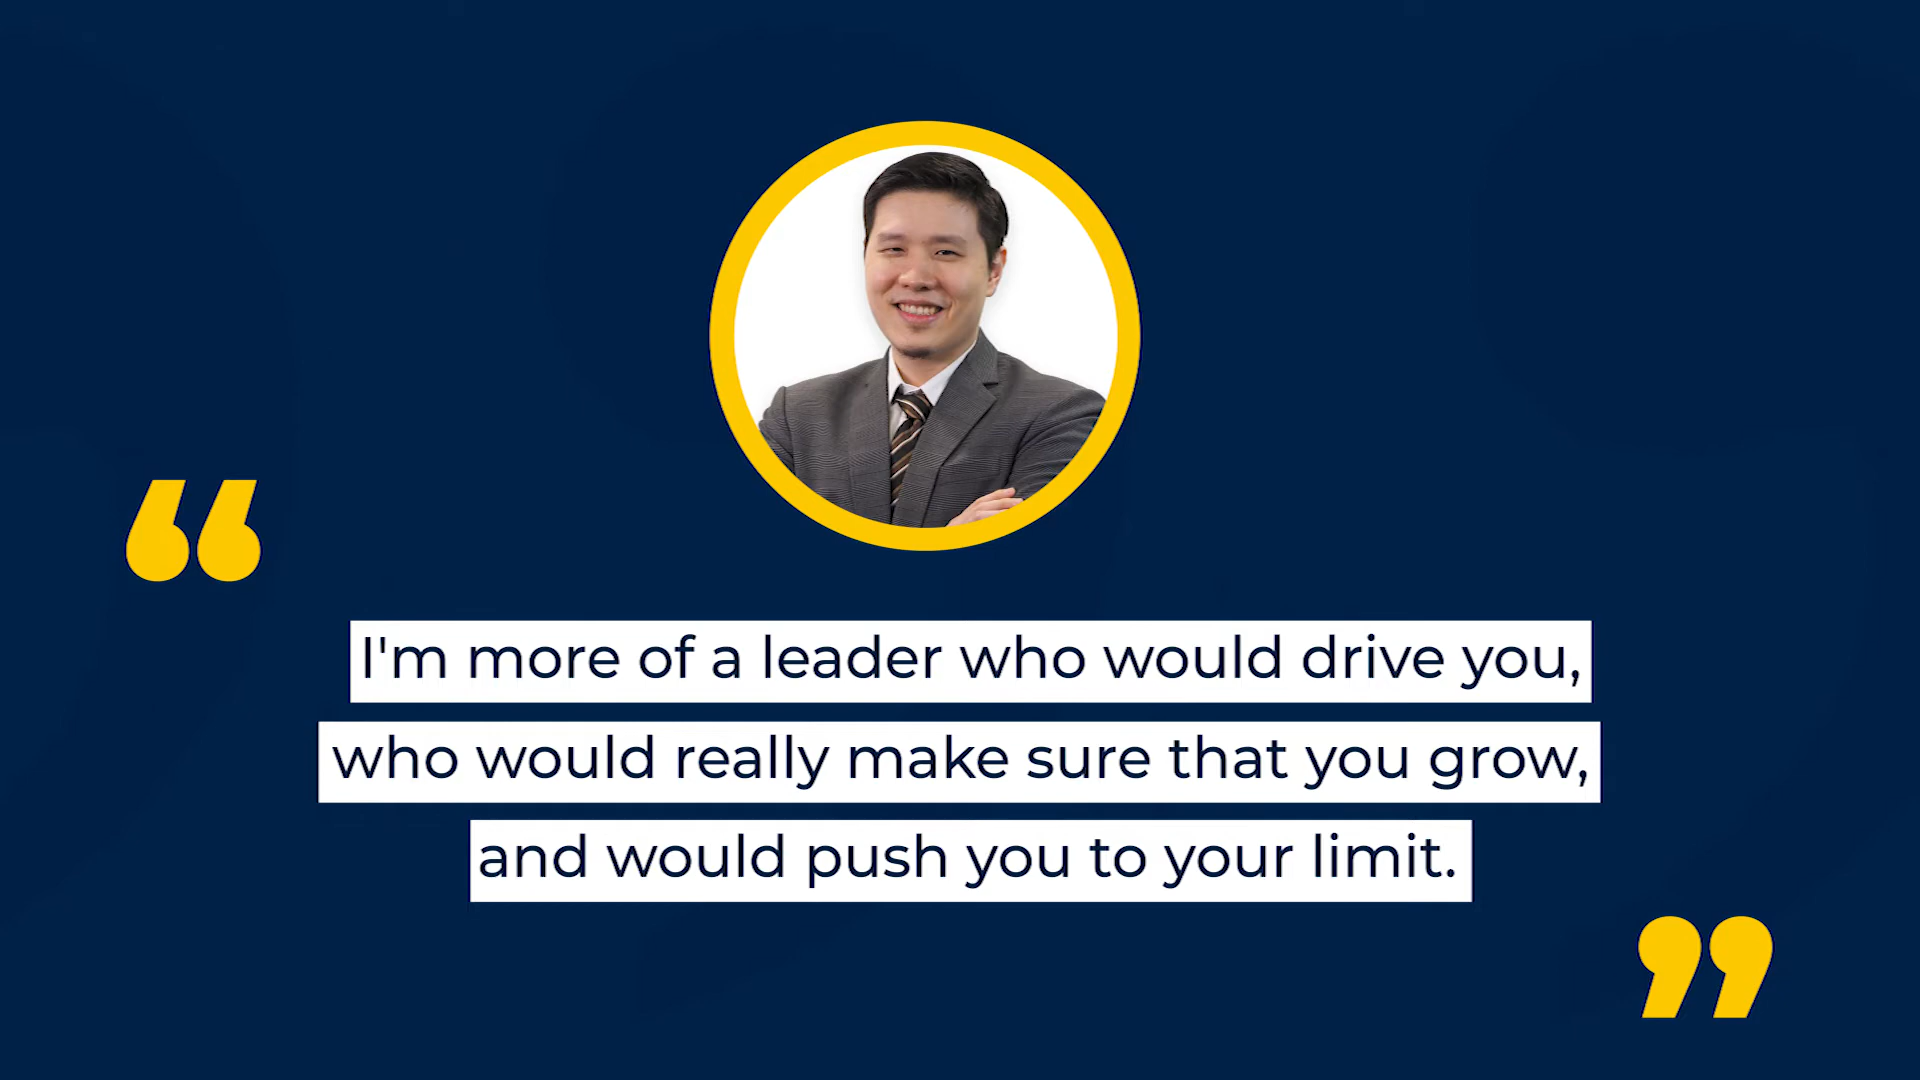 “
I'm more of a leader who would drive you,
who would really make sure that you grow,
and would push you to your limit.
”